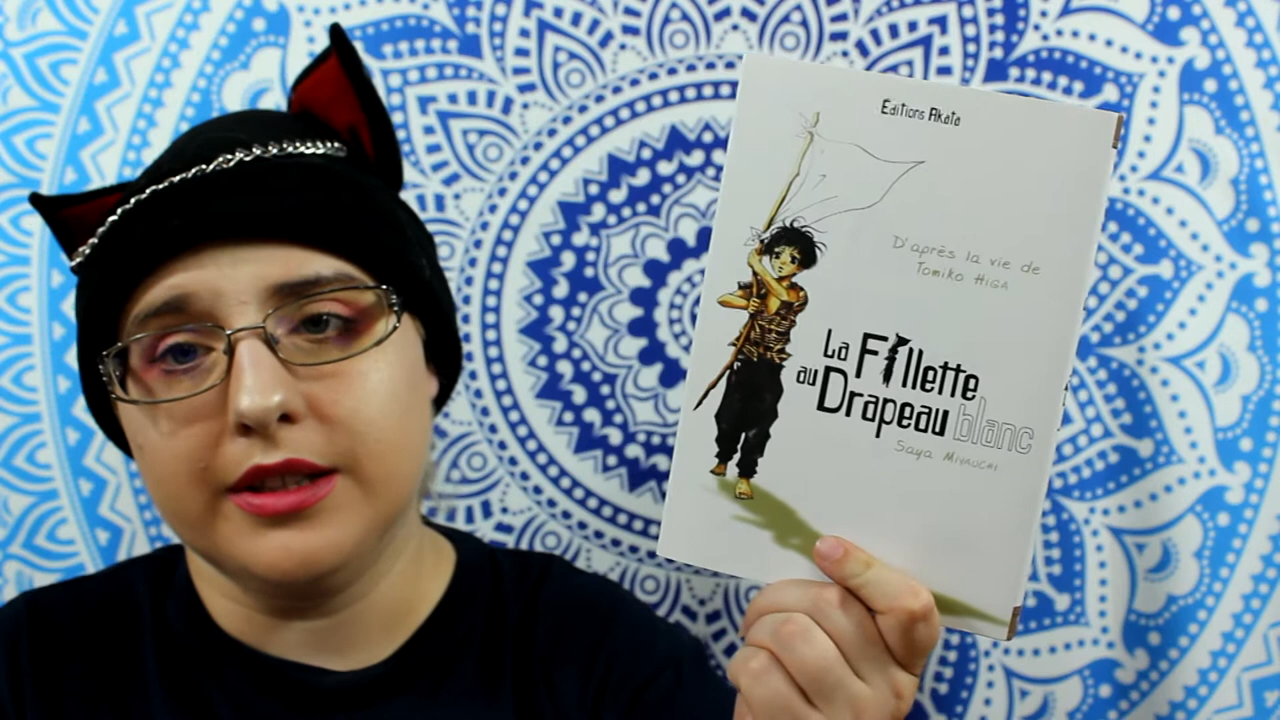 Éditions Akata
D'après la vie de
Tomiko Higa
La Fillette
au Drapeau blanc
Saya Miyauchi